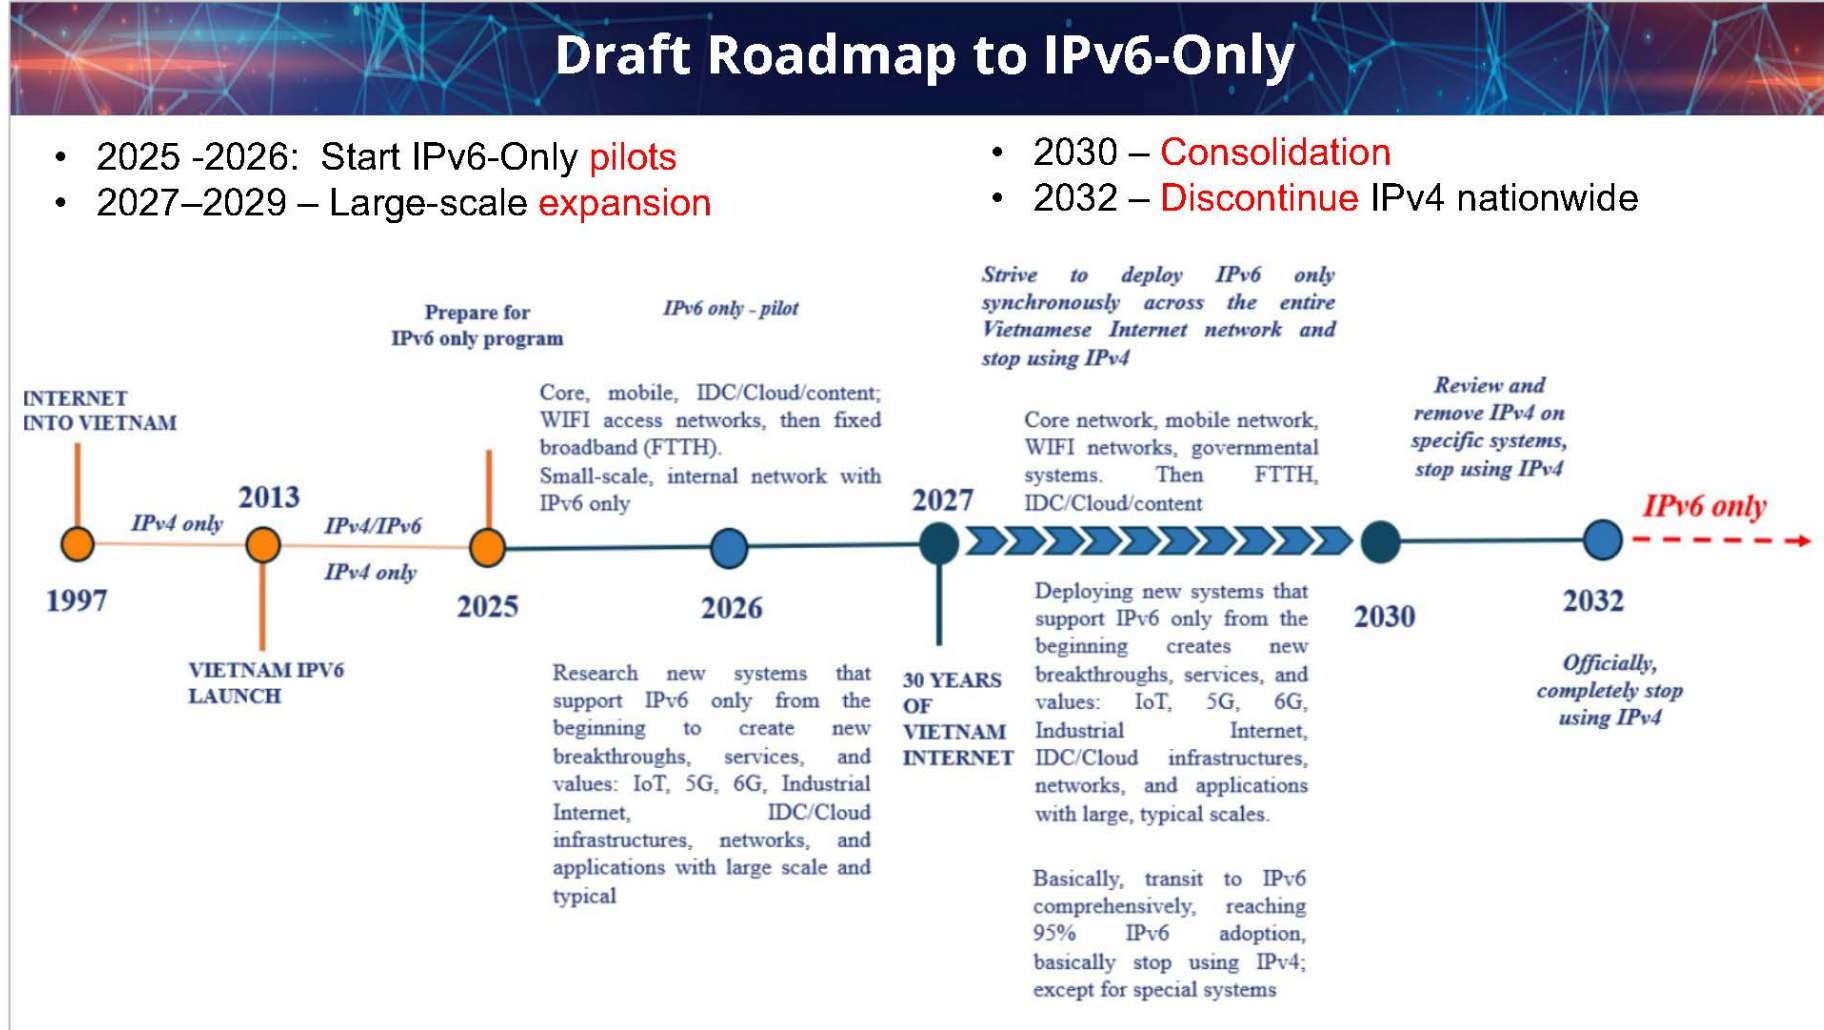 Draft Roadmap to IPv6-Only
• 2025 -2026: Start IPv6-Only pilots
• 2027–2029 – Large-scale expansion
• 2030 – Consolidation
• 2032 – Discontinue IPv4 nationwide
INTERNET
INTO VIETNAM
1997
IPv4 only
2013
VIETNAM IPV6
LAUNCH
IPv4/IPv6
IPv4 only
Prepare for
IPv6 only program
2025
IPv6 only - pilot
Core, mobile, IDC/Cloud/content;
WIFI access networks, then fixed
broadband (FTTH).
Small-scale, internal network with
IPv6 only
2026
Research new systems that
support IPv6 only from the
beginning to create new
breakthroughs, services, and
values: IoT, 5G, 6G, Industrial
Internet, IDC/Cloud
infrastructures, networks, and
applications with large scale and
typical
2027
30 YEARS
OF
VIETNAM
INTERNET
Strive to deploy IPv6 only
synchronously across the entire
Vietnamese Internet network and
stop using IPv4
Core network, mobile network,
WIFI networks, governmental
systems. Then FTTH,
IDC/Cloud/content
Deploying new systems that
support IPv6 only from the
beginning creates new
breakthroughs, services, and
values: IoT, 5G, 6G,
Industrial Internet,
IDC/Cloud infrastructures,
networks, and applications
with large, typical scales.
Basically, transit to IPv6
comprehensively, reaching
95% IPv6 adoption,
basically stop using IPv4;
except for special systems
2030
Review and
remove IPv4 on
specific systems,
stop using IPv4
2032
Officially,
completely stop
using IPv4
IPv6 only